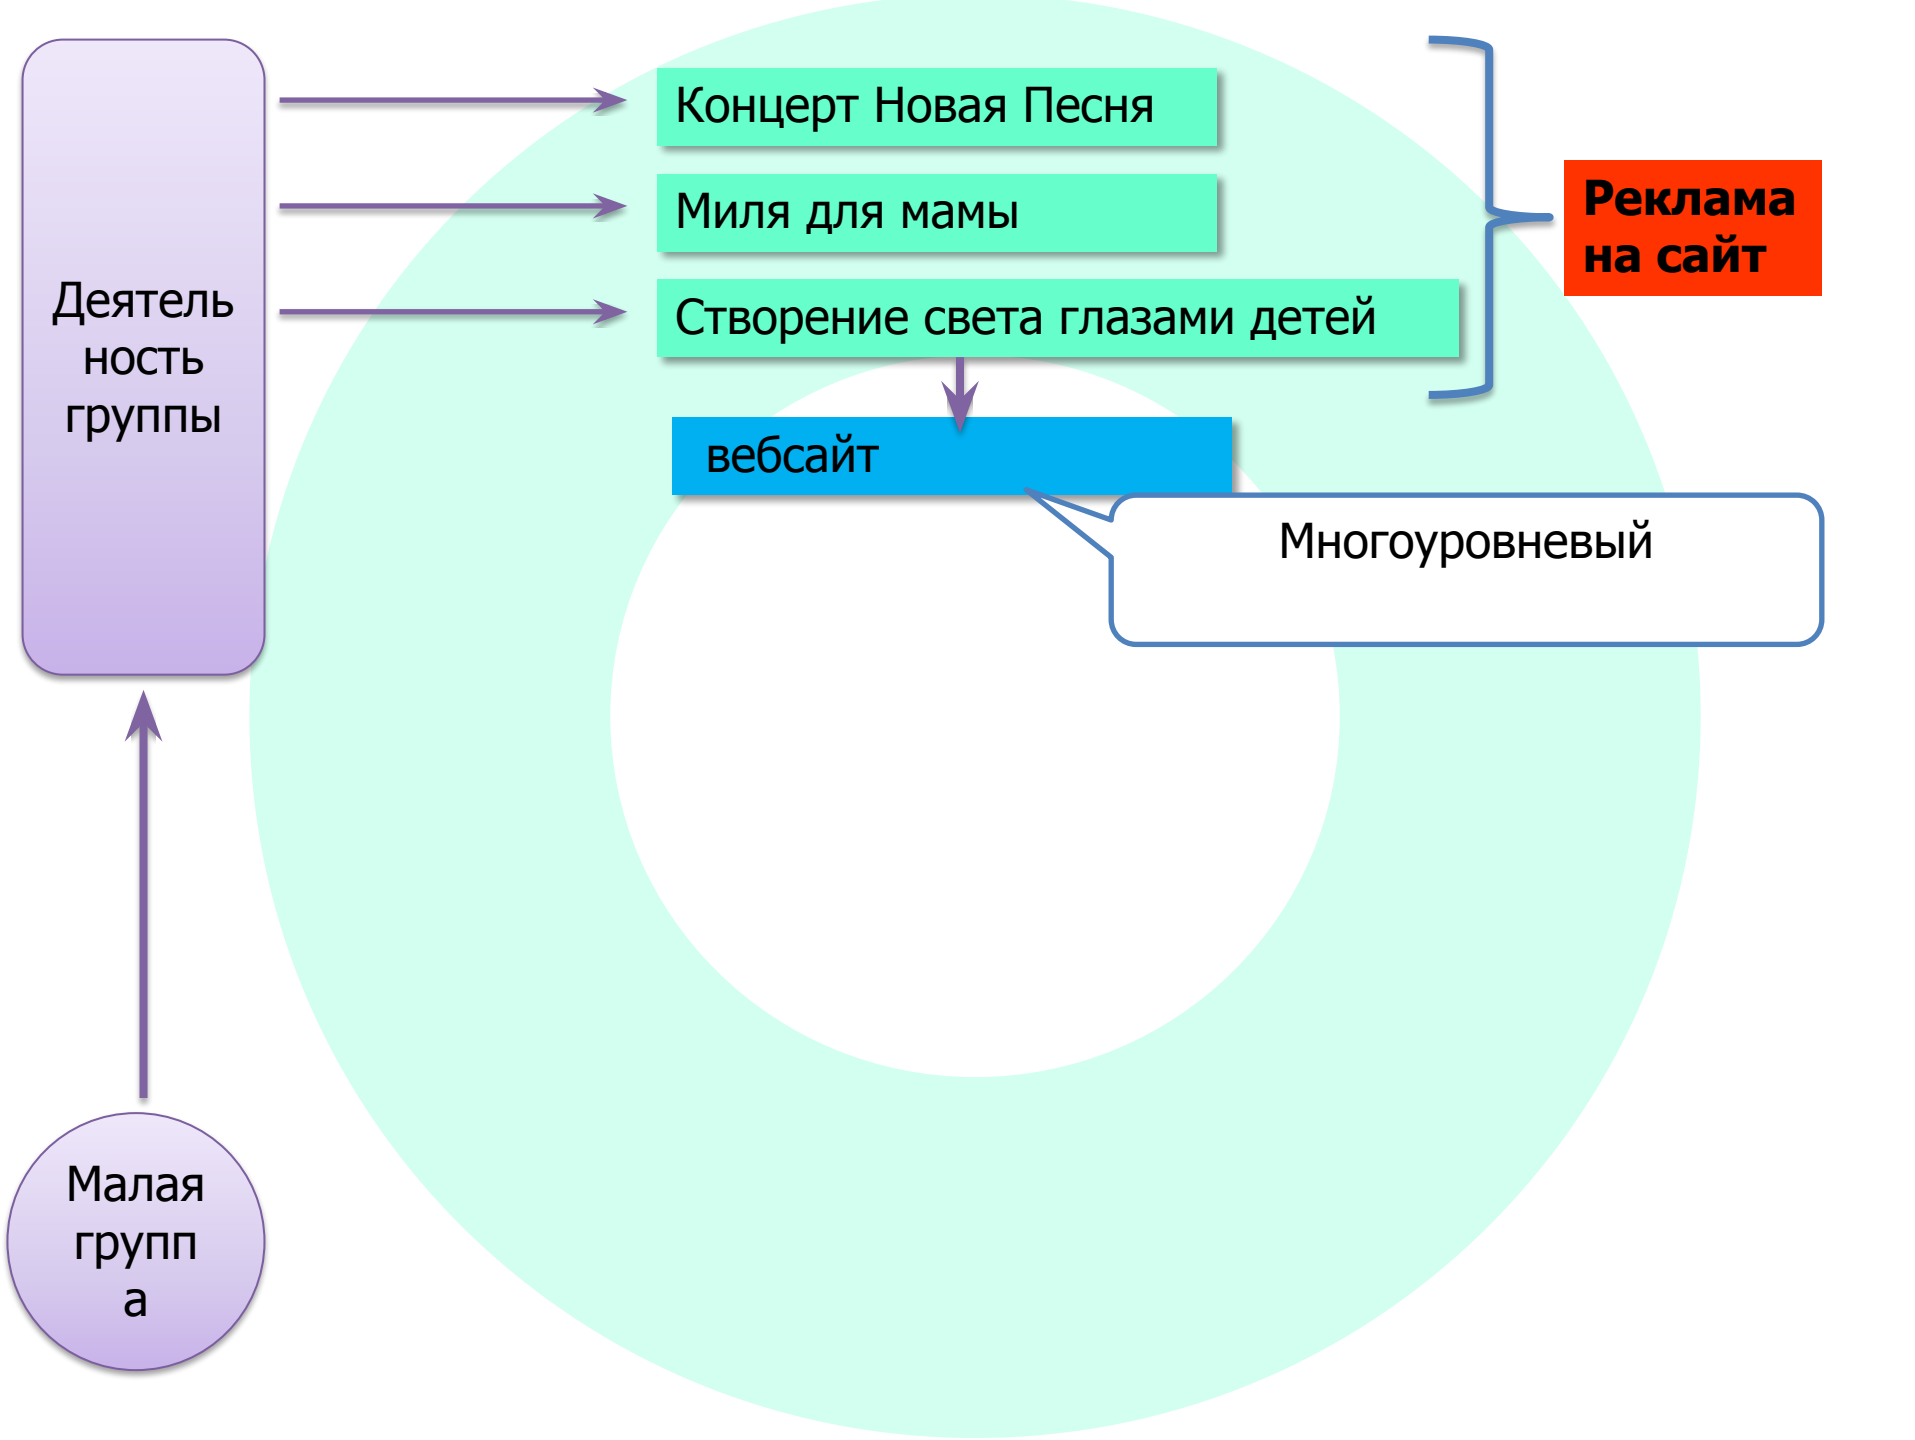 Концерт Новая Песня
Миля для мамы
Створение света глазами детей
Реклама
на сайт
Деятель
ность
группы
вебсайт
Многоуровневый
Малая
групп
а